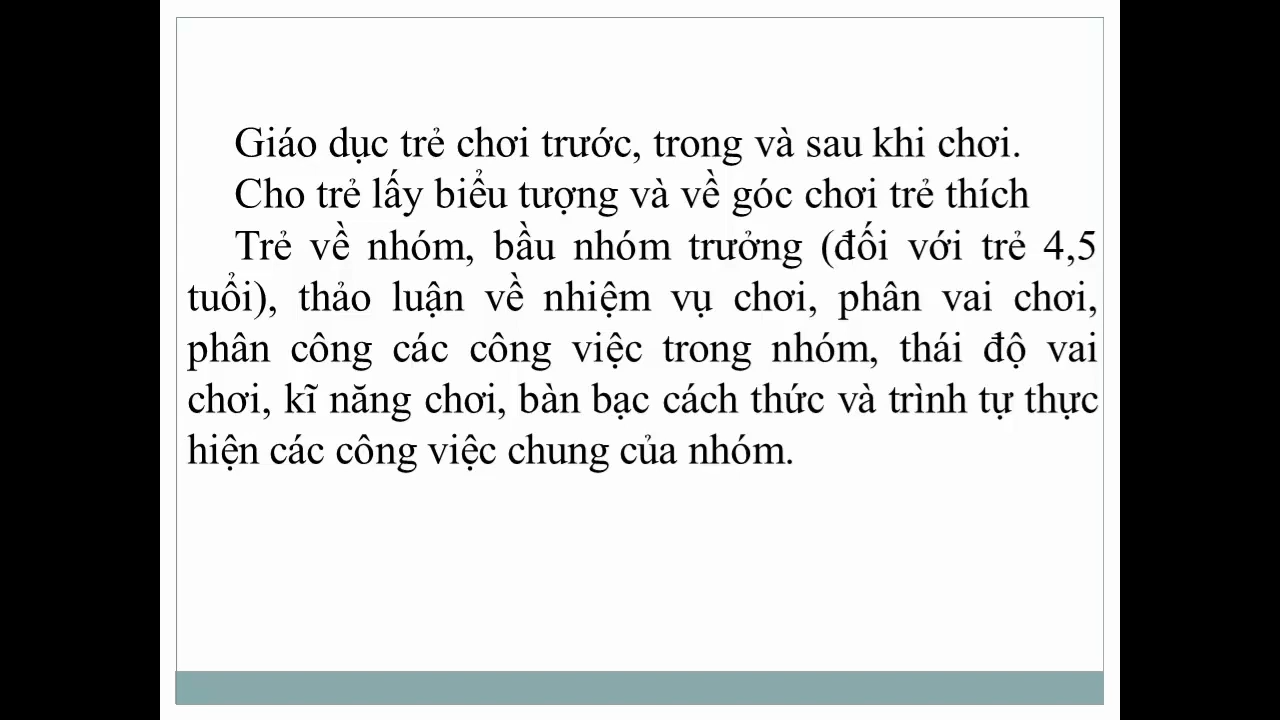 Giáo dục trẻ chơi trước, trong và sau khi chơi.
Cho trẻ lấy biểu tượng và về góc chơi trẻ thích
Trẻ về nhóm, bầu nhóm trưởng (đối với trẻ 4,5
tuổi), thảo luận về nhiệm vụ chơi, phân vai chơi,
phân công các công việc trong nhóm, thái độ vai
chơi, kĩ năng chơi, bàn bạc cách thức và trình tự thực
hiện các công việc chung của nhóm.